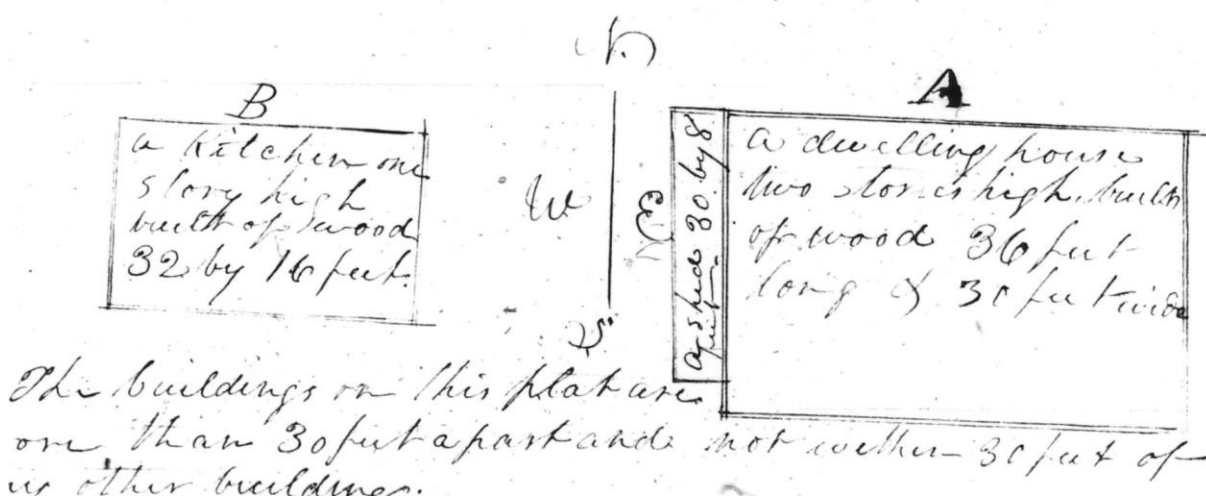 N
B
A
a Kitchen one
story high
built of wood
32 by 16 feet.
W
E
S
a shed 30 by 8
feet
a dwelling house
two stories high built
of wood 36 feet
long & 30 feet wide
The buildings on this plat are
ore than 30 feet apart and not within 30 feet of
ny other buildings.